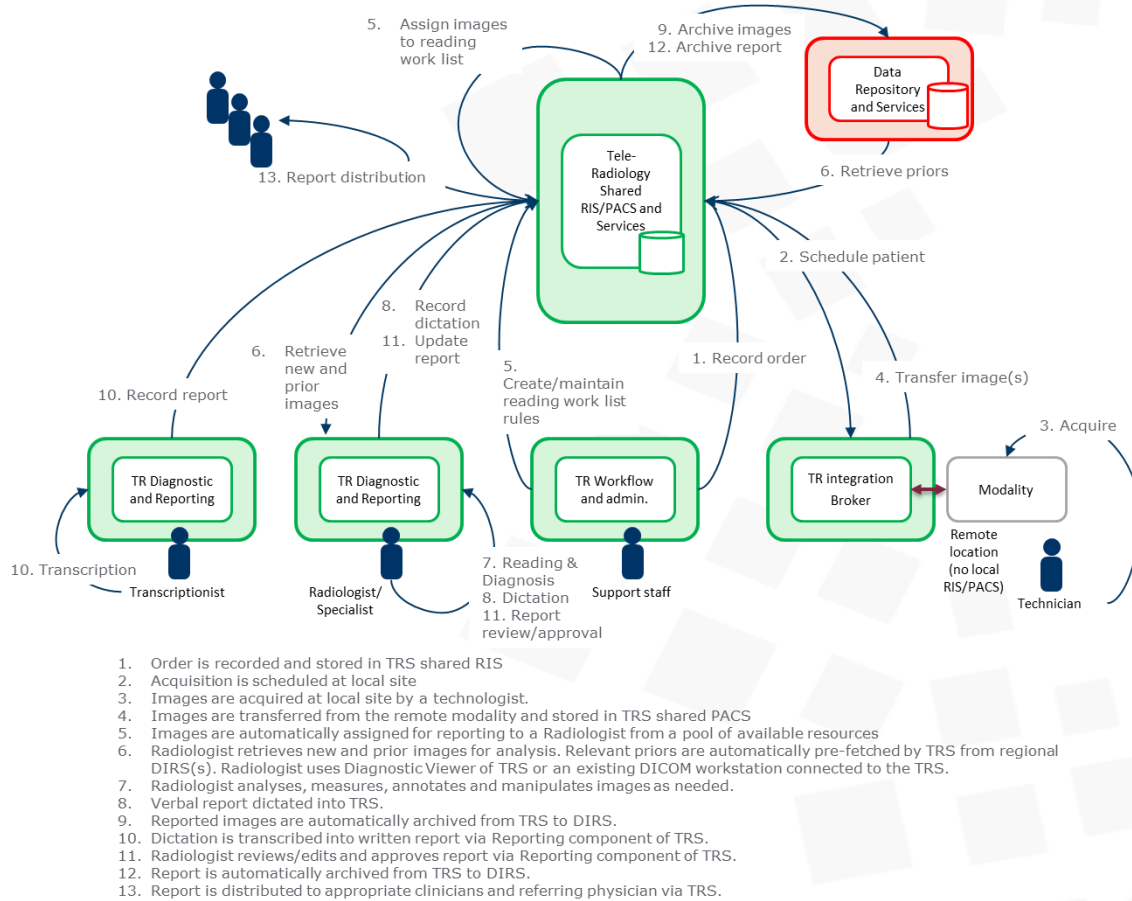 5. Assign images
to reading
work list
9. Archive images
12. Archive report
Data
Repository
and Services
Tele-
Radiology
Shared
RIS/PACS and
Services
13. Report distribution
6. Retrieve priors
2. Schedule patient
8. Record
dictation
11. Update
report
6. Retrieve
new and
prior
images
1. Record order
5.
Create/maintain
reading work list
rules
4. Transfer image(s)
10. Record report
3. Acquire
TR Diagnostic
and Reporting
TR Diagnostic
and Reporting
TR Workflow
and admin.
TR integration
Broker
Modality
Remote
location
(no local
RIS/PACS)
10. Transcription
Transcriptionist
Radiologist/
Specialist
7. Reading &
Diagnosis
8. Dictation
11. Report
review/approval
Support staff
Technician
1. Order is recorded and stored in TRS shared RIS
2. Acquisition is scheduled at local site
3. Images are acquired at local site by a technologist.
4. Images are transferred from the remote modality and stored in TRS shared PACS
5. Images are automatically assigned for reporting to a Radiologist from a pool of available resources
6. Radiologist retrieves new and prior images for analysis. Relevant priors are automatically pre-fetched by TRS from regional
DIRS(s). Radiologist uses Diagnostic Viewer of TRS or an existing DICOM workstation connected to the TRS.
7. Radiologist analyses, measures, annotates and manipulates images as needed.
8. Verbal report dictated into TRS.
9. Reported images are automatically archived from TRS to DIRS.
10. Dictation is transcribed into written report via Reporting component of TRS.
11. Radiologist reviews/edits and approves report via Reporting component of TRS.
12. Report is automatically archived from TRS to DIRS.
13. Report is distributed to appropriate clinicians and referring physician via TRS.